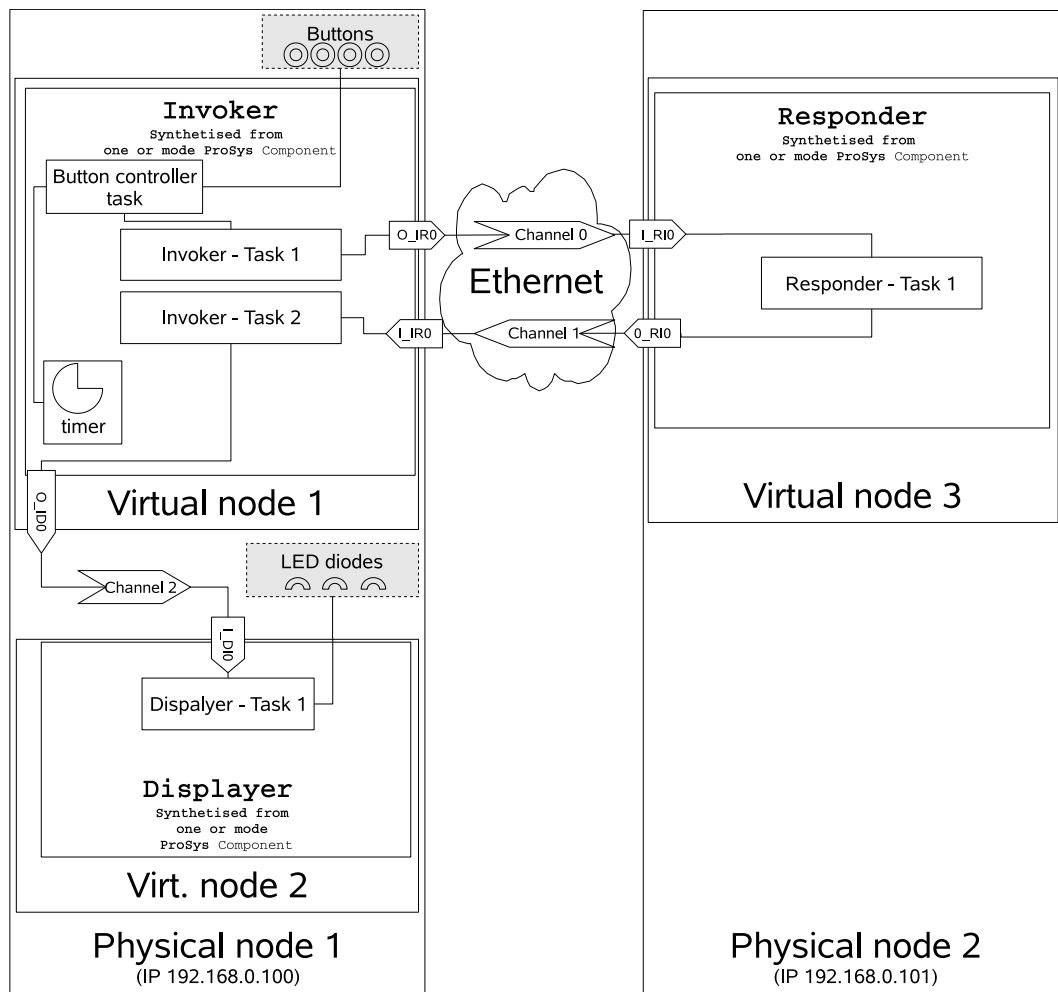 Buttons
Invoker
Synthetised from
one or mode ProSys Component
Button controller
task
Invoker - Task 1
Invoker - Task 2
timer
O_IR0
I_IR0
Channel 0
Ethernet
Channel 1
I_RI0
0_RI0
Responder
Synthetised from
one or mode ProSys Component
Responder - Task 1
Virtual node 1
Virtual node 3
O_ID0
Channel 2
LED diodes
I_DI0
Dispalyer - Task 1
Displayer
Synthetised from
one or mode
ProSys Component
Virt. node 2
Physical node 1
(IP 192.168.0.100)
Physical node 2
(IP 192.168.0.101)